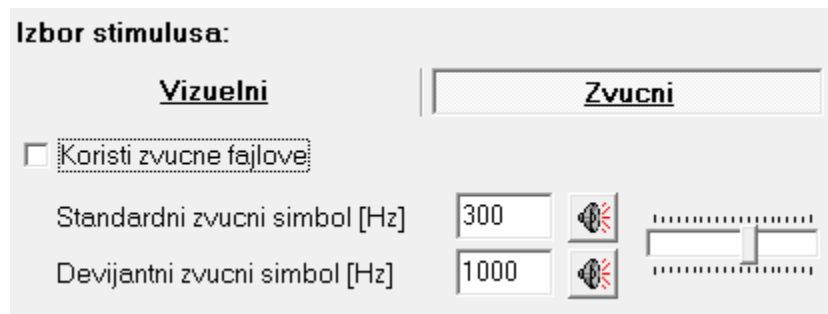 Izbor stimulusa:
Vizuelni Zvucni
Koristi zvucne fajlove
Standardni zvucni simbol [Hz] 300
Devijantni zvucni simbol [Hz] 1000